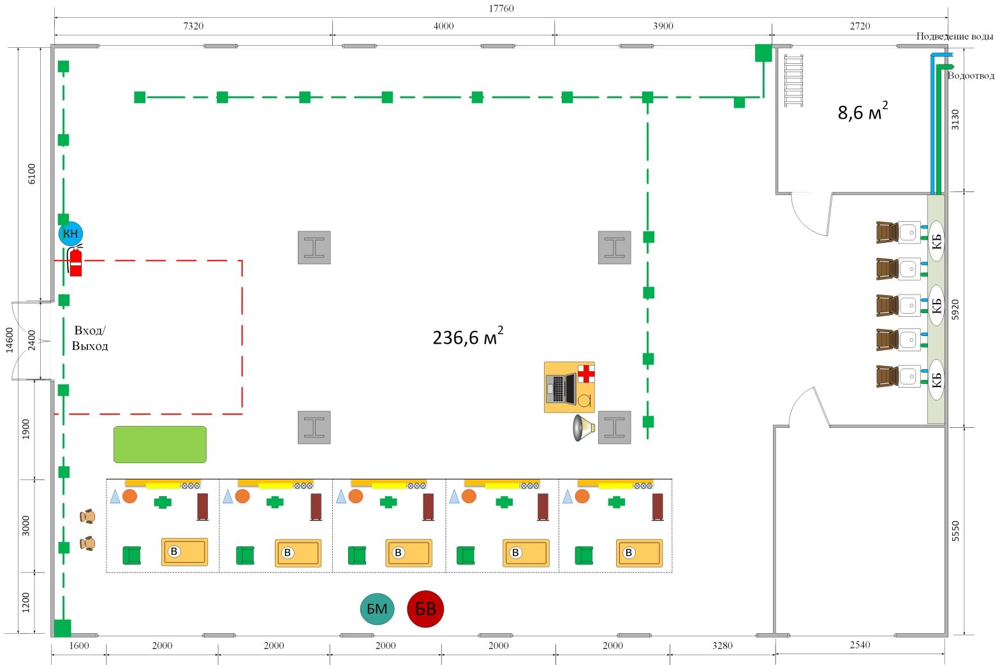 17760
7320
4000
3900
2720
Подведение воды
Водоотвод
8,6 м²
3130
6100
КН
14600
2400
Вход/
Выход
236,6 м²
5920
КБ
КБ
КБ
1900
3000
В
В
В
В
В
5550
1200
БМ
БВ
1600
2000
2000
2000
2000
2000
3280
2540